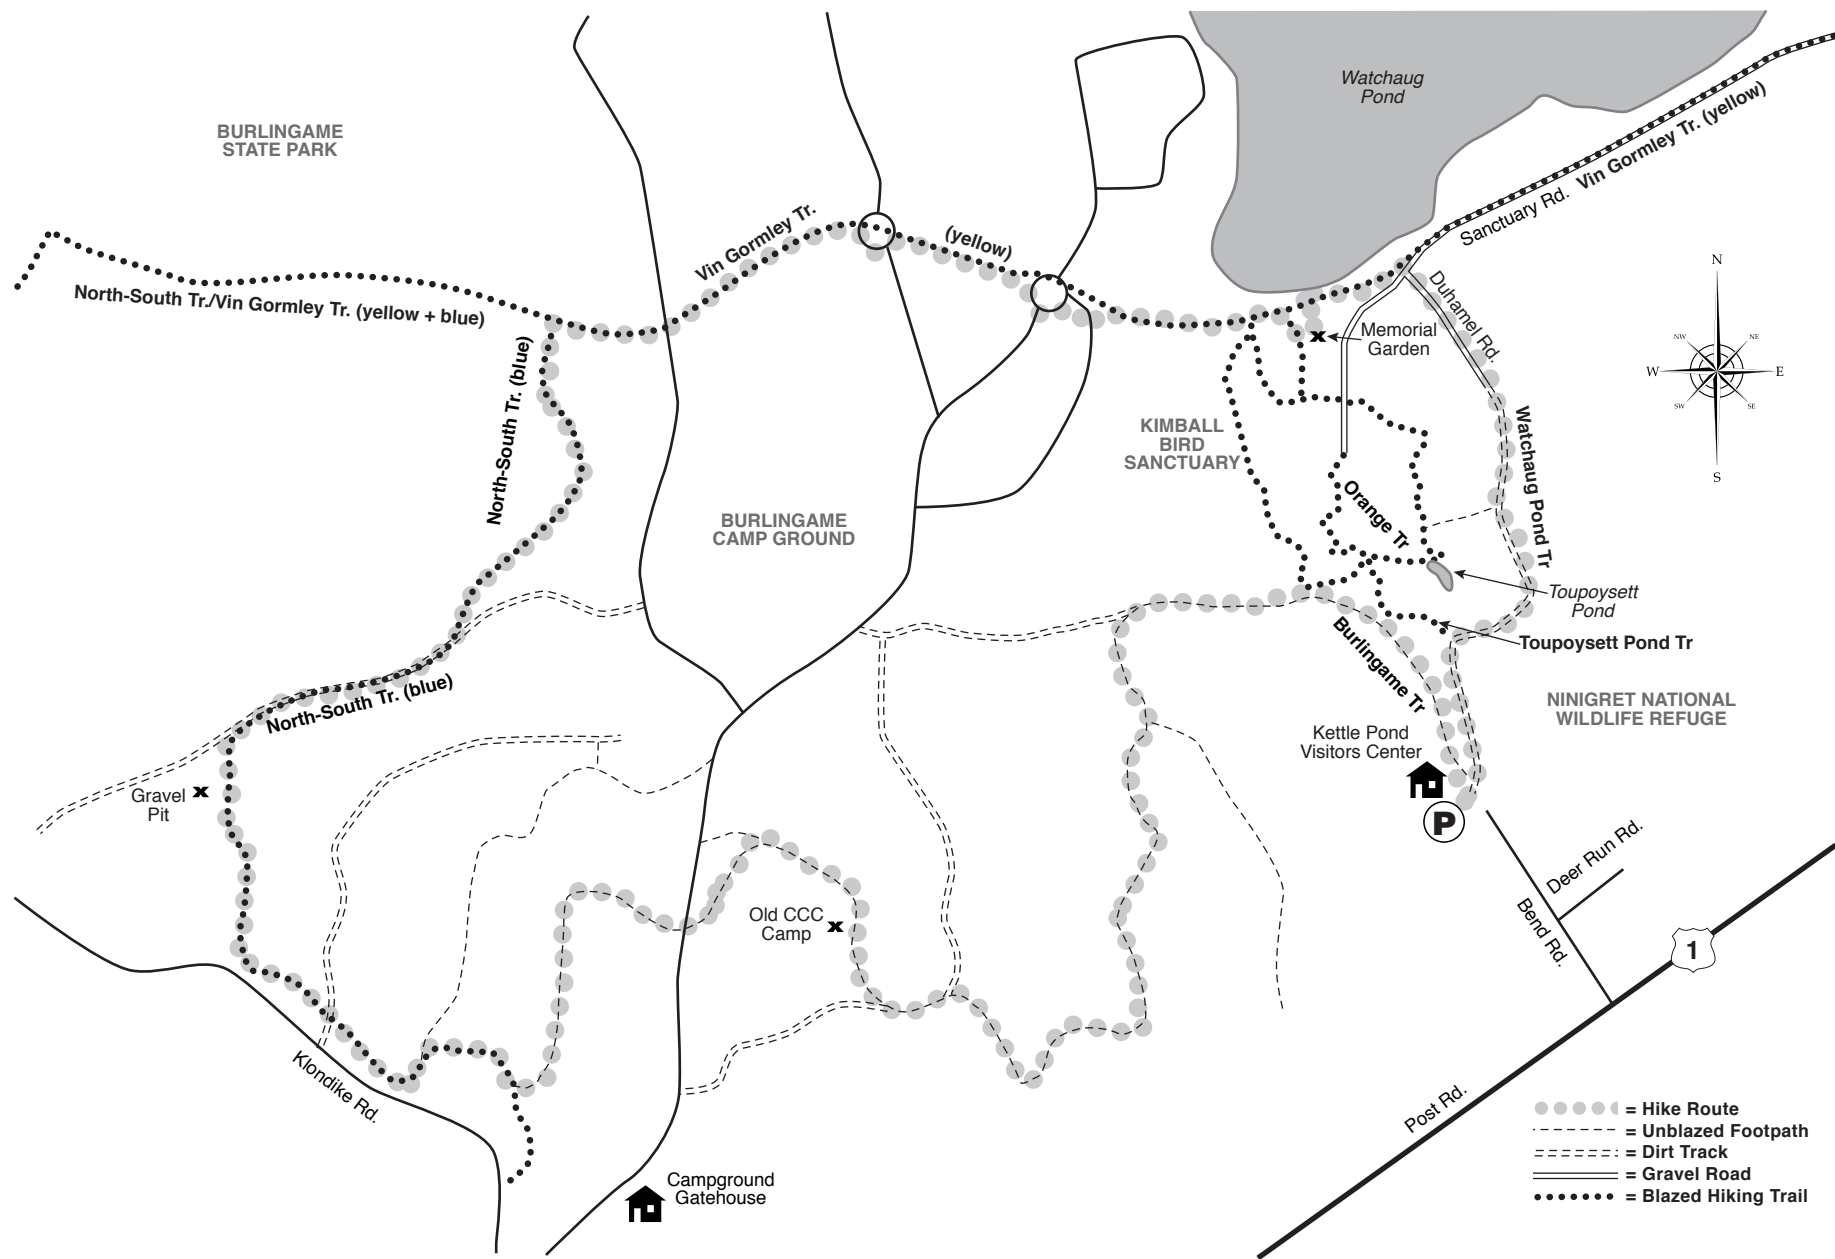 Watchaug
Pond
BURLINGAME
STATE PARK
Vin Gormley Tr. (yellow)
Sanctuary Rd.
Vin Gormley Tr.
(yellow)
North-South Tr./Vin Gormley Tr. (yellow + blue)
Duhamel Rd.
N
NW
NE
W
E
SW
SE
S
Memorial
Garden
North-South Tr. (blue)
KIMBALL
BIRD
SANCTUARY
Watchaug Pond Tr
Orange Tr
BURLINGAME
CAMP GROUND
Toupoysett
Pond
Toupoysett Pond Tr
Burlingame Tr
North-South Tr. (blue)
NINIGRET NATIONAL
WILDLIFE REFUGE
Kettle Pond
Visitors Center
P
Gravel
Pit
Deer Run Rd.
Bend Rd.
Old CCC
Camp
1
Klondike Rd.
Post Rd.
Campground
Gatehouse
= Hike Route
= Unblazed Footpath
= Dirt Track
= Gravel Road
= Blazed Hiking Trail